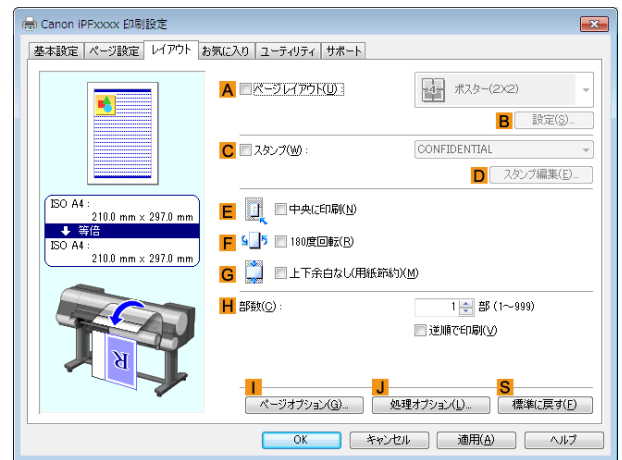 Canon iPFxxxx 印刷設定
基本設定 ページ設定 レイアウト お気に入り ユーティリティ サポート
A ページレイアウト(U) : 4 ポスター(2X2)
B 設定(S)...
C スタンプ(W) : CONFIDENTIAL
D スタンプ編集(E)...
ISO A4 :
210.0 mm x 297.0 mm
等倍
ISO A4 :
210.0 mm x 297.0 mm
E 中央に印刷(N)
F 180度回転(R)
G 上下余白なし(用紙節約)(M)
H 部数(C) : 1 部 (1～999)
逆順で印刷(V)
R
I J S
ページオプション(G)... 処理オプション(L)... 標準に戻す(F)
OK キャンセル 適用(A) ヘルプ